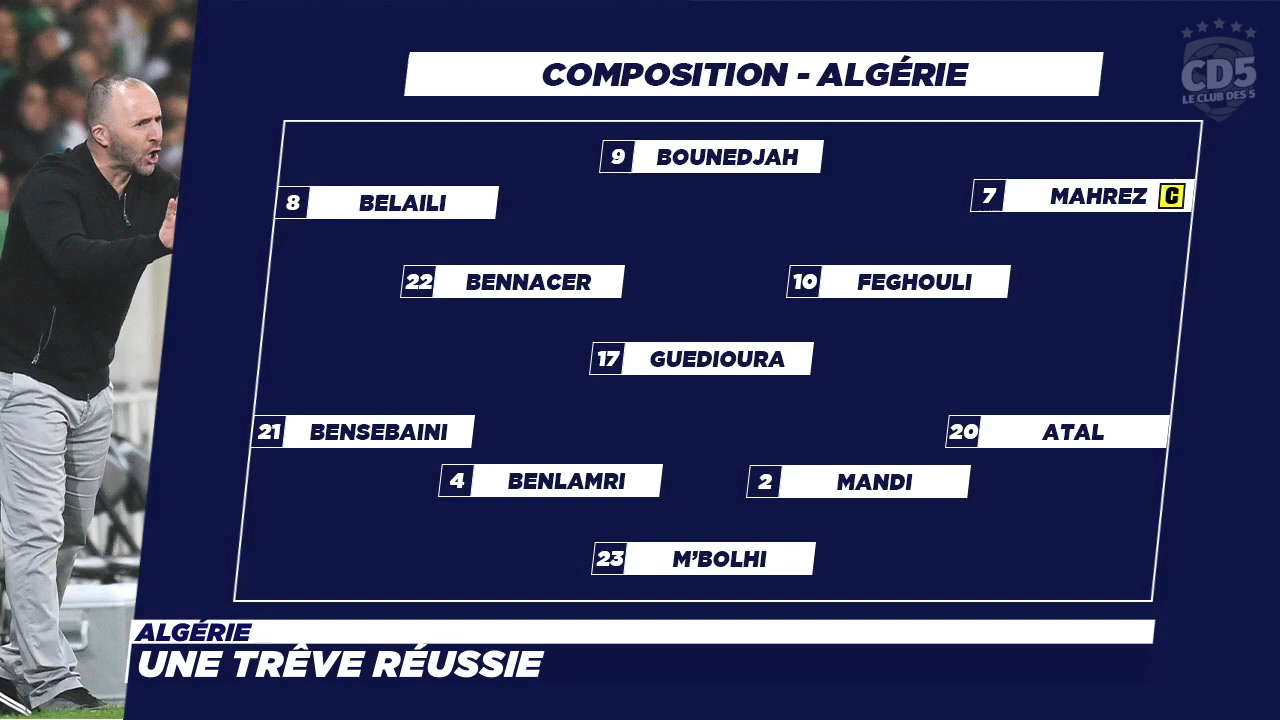 COMPOSITION - ALGÉRIE
CD5
LE CLUB DES 5
9 BOUNEDJAH
8 BELAILI
7 MAHREZ C
22 BENNACER
10 FEGHOULI
17 GUEDIOURA
21 BENSEBAINI
20 ATAL
4 BENLAMRI
2 MANDI
23 M'BOLHI
ALGÉRIE
UNE TRÊVE RÉUSSIE